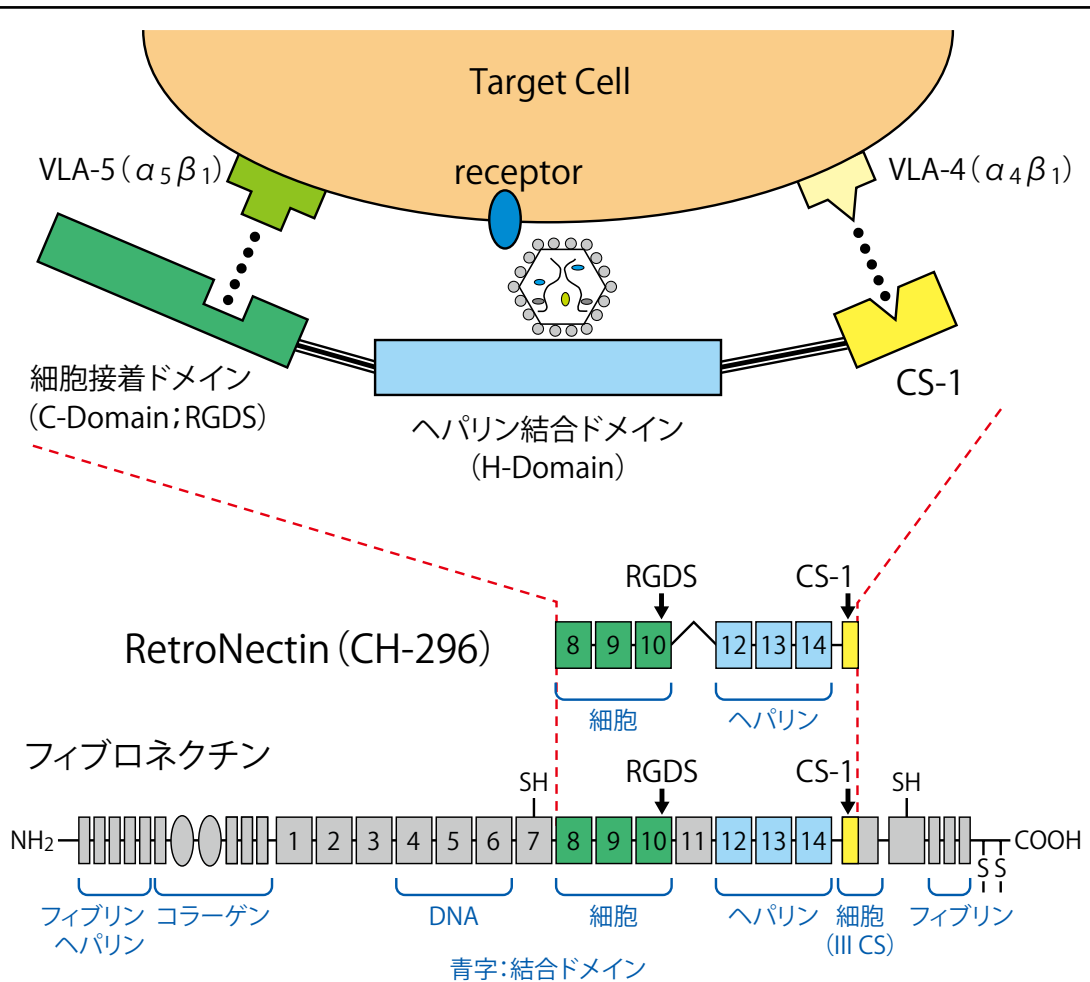 Target Cell
VLA-5(α5β1)
receptor
VLA-4(α4β1)
細胞接着ドメイン
(C-Domain;RGDS)
ヘパリン結合ドメイン
(H-Domain)
CS-1
RGDS
CS-1
RetroNectin(CH-296)
8 9 10 12 13 14
細胞
ヘパリン
フィブロネクチン
RGDS
CS-1
SH
SH
NH2
1 2 3 4 5 6 7 8 9 10 11 12 13 14
COOH
S S
フィブリン
ヘパリン
コラーゲン
DNA
細胞
ヘパリン
細胞
(III CS)
フィブリン
青字:結合ドメイン